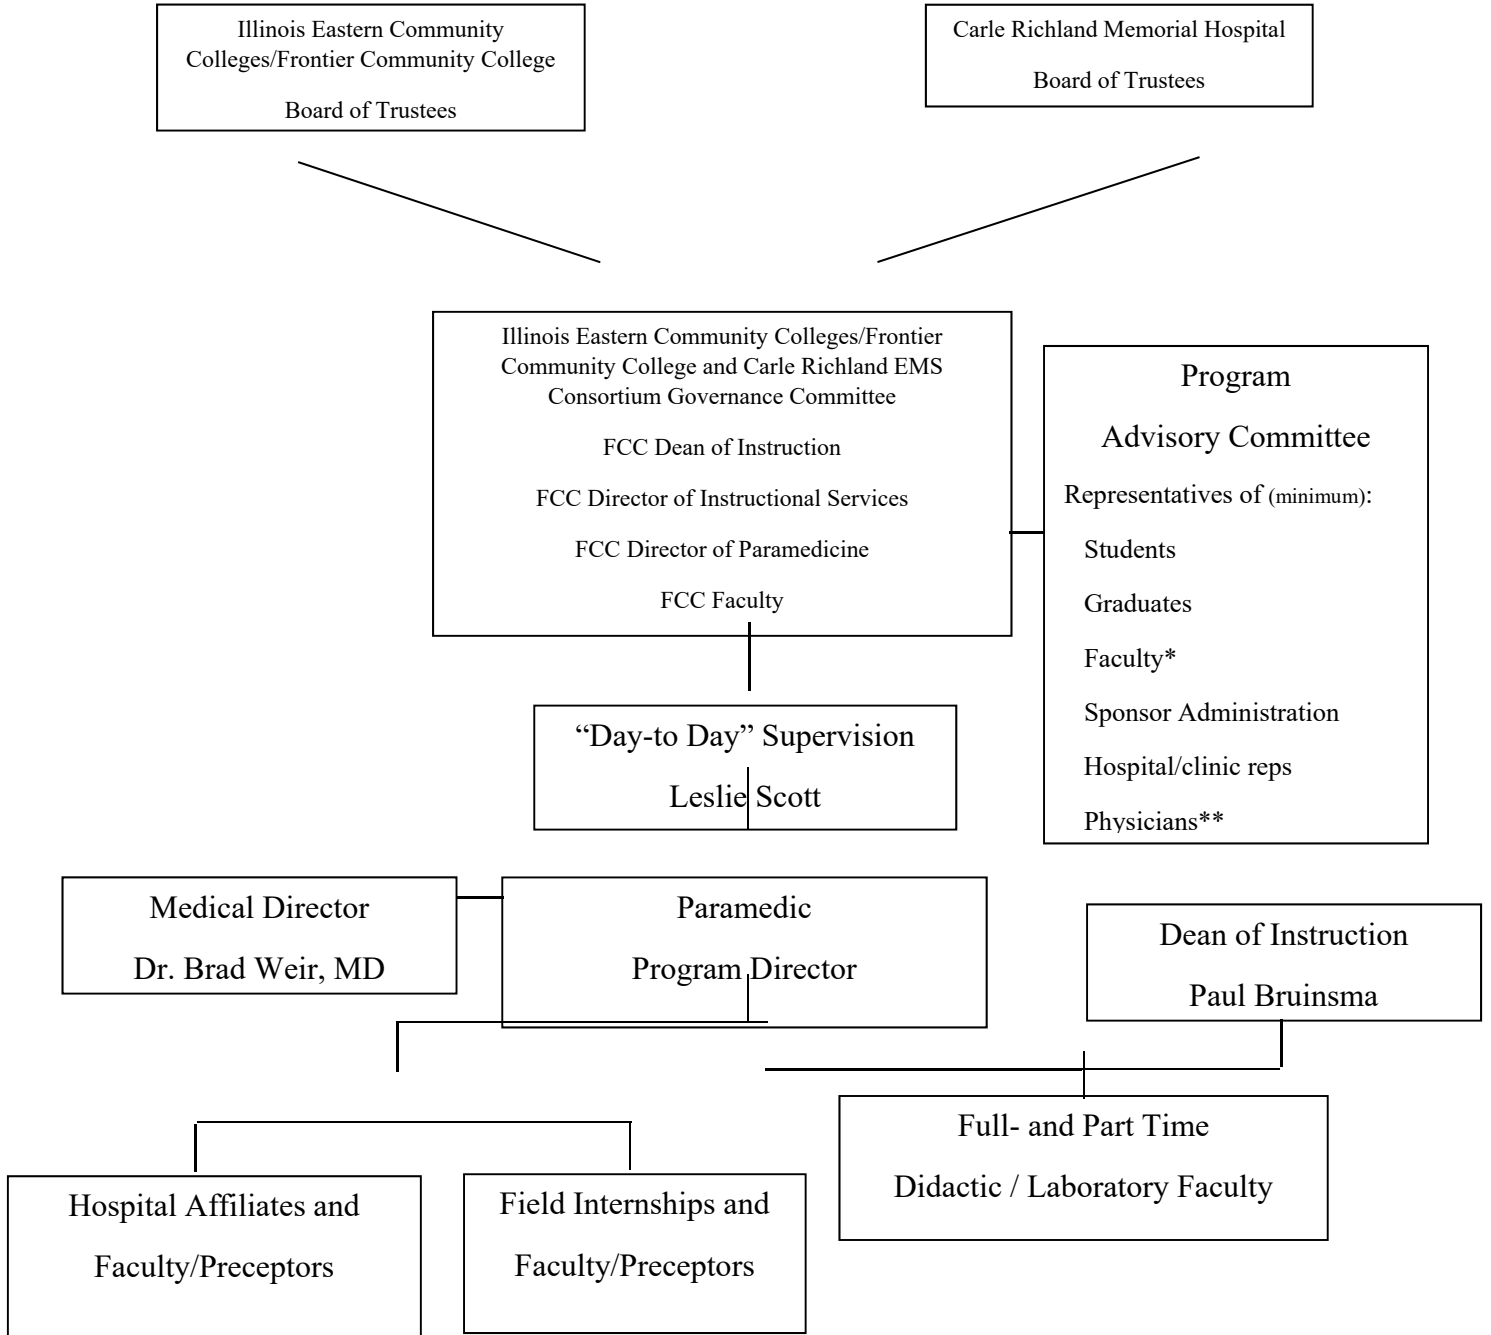 Illinois Eastern Community
Colleges/Frontier Community College
Board of Trustees
Carle Richland Memorial Hospital
Board of Trustees
Illinois Eastern Community Colleges/Frontier
Community College and Carle Richland EMS
Consortium Governance Committee
FCC Dean of Instruction
FCC Director of Instructional Services
FCC Director of Paramedicine
FCC Faculty
Program
Advisory Committee
Representatives of (minimum):
Students
Graduates
Faculty*
Sponsor Administration
Hospital/clinic reps
Physicians**
“Day-to Day” Supervision
Leslie Scott
Medical Director
Dr. Brad Weir, MD
Paramedic
Program Director
Dean of Instruction
Paul Bruinsma
Full- and Part Time
Didactic / Laboratory Faculty
Hospital Affiliates and
Faculty/Preceptors
Field Internships and
Faculty/Preceptors